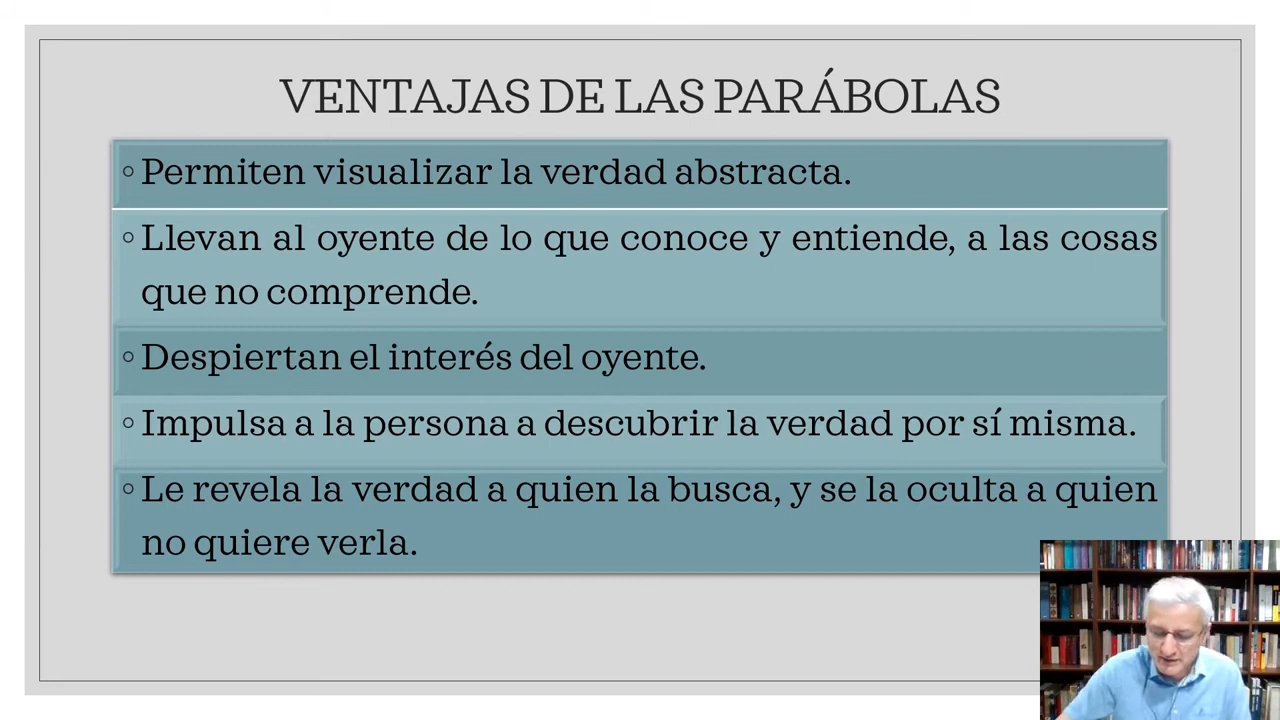 VENTAJAS DE LAS PARÁBOLAS
◦Permiten visualizar la verdad abstracta.
◦Llevan al oyente de lo que conoce y entiende, a las cosas
que no comprende.
◦Despiertan el interés del oyente.
◦Impulsa a la persona a descubrir la verdad por sí misma.
◦Le revela la verdad a quien la busca, y se la oculta a quien
no quiere verla.